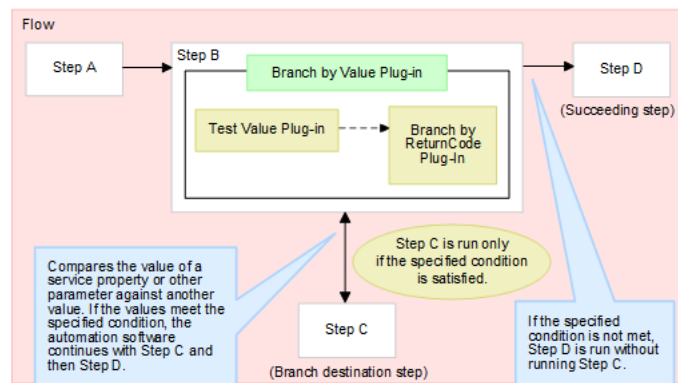 Flow
Step A
Step B
Branch by Value Plug-in
Test Value Plug-in
Branch by
ReturnCode
Plug-In
Step D
(Succeeding step)
Step C is run only
if the specified condition
is satisfied.
Compares the value of a
service property or other
parameter against another
value. If the values meet the
specified condition, the
automation software
continues with Step C and
then Step D.
Step C
(Branch destination step)
If the specified
condition is not met,
Step D is run without
running Step C.